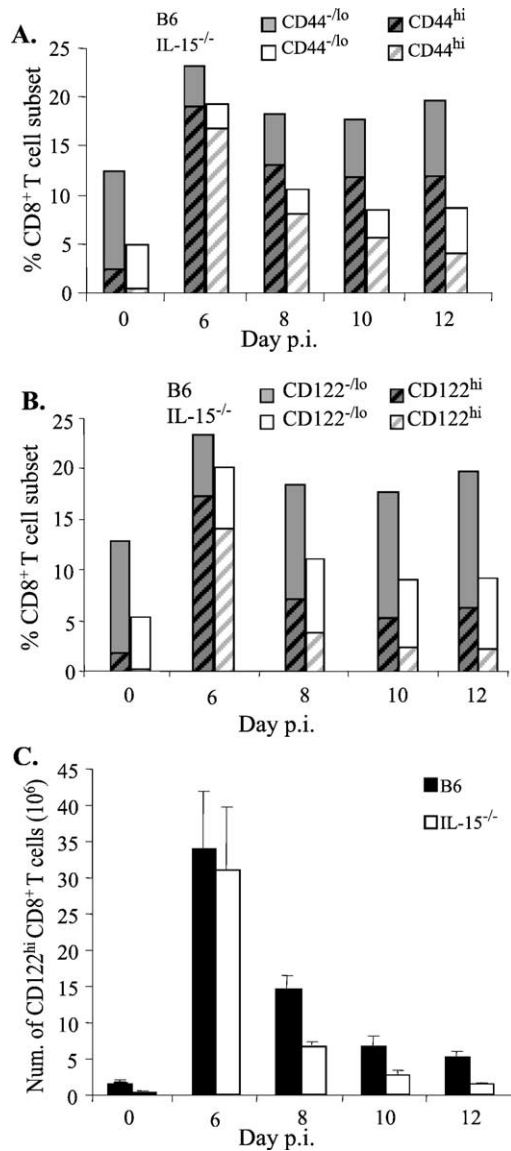 A.
B6 CD44-/lo CD44hi
IL-15-/- CD44-/lo CD44hi
% CD8+ T cell subset
25
20
15
10
5
0
0 6 8 10 12
Day p.i.
B.
B6 CD122-/lo CD122hi
IL-15-/- CD122-/lo CD122hi
% CD8+ T cell subset
25
20
15
10
5
0
0 6 8 10 12
Day p.i.
C.
B6
IL-15-/-
Num. of CD122hi CD8+ T cells (10⁶)
45
40
35
30
25
20
15
10
5
0
0 6 8 10 12
Day p.i.